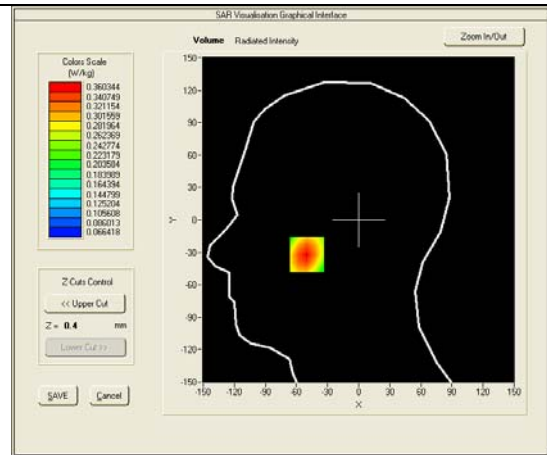 SAR Visualisation Graphical Interface
Volume Radiated Intensity
Zoom In/Out
Colors Scale
(W/kg)
0.360344
0.340749
0.321154
0.301559
0.281964
0.262369
0.242774
0.223179
0.203584
0.183989
0.164394
0.144799
0.125204
0.105608
0.086013
0.066418
Z Cuts Control
<< Upper Cut
Z = 0.4 mm
Lower Cut >>
SAVE Cancel
150
120
90
60
30
0
-30
-60
-90
-120
-150
Y
-150 -120 -90 -60 -30 0 30 60 90 120 150
X